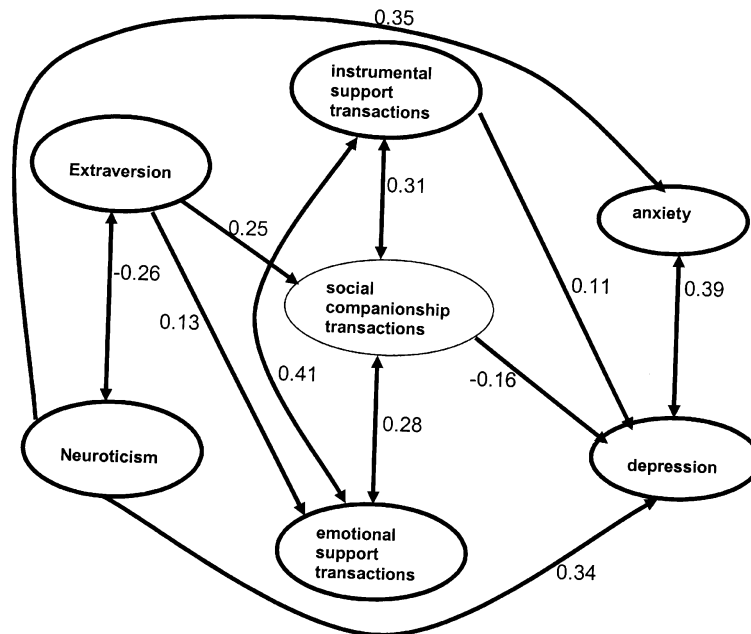 0.35
instrumental
support
transactions
Extraversion
anxiety
0.31
0.25
-0.26
social
companionship
transactions
0.11
0.39
0.13
0.41
-0.16
0.28
Neuroticism
depression
emotional
support
transactions
0.34